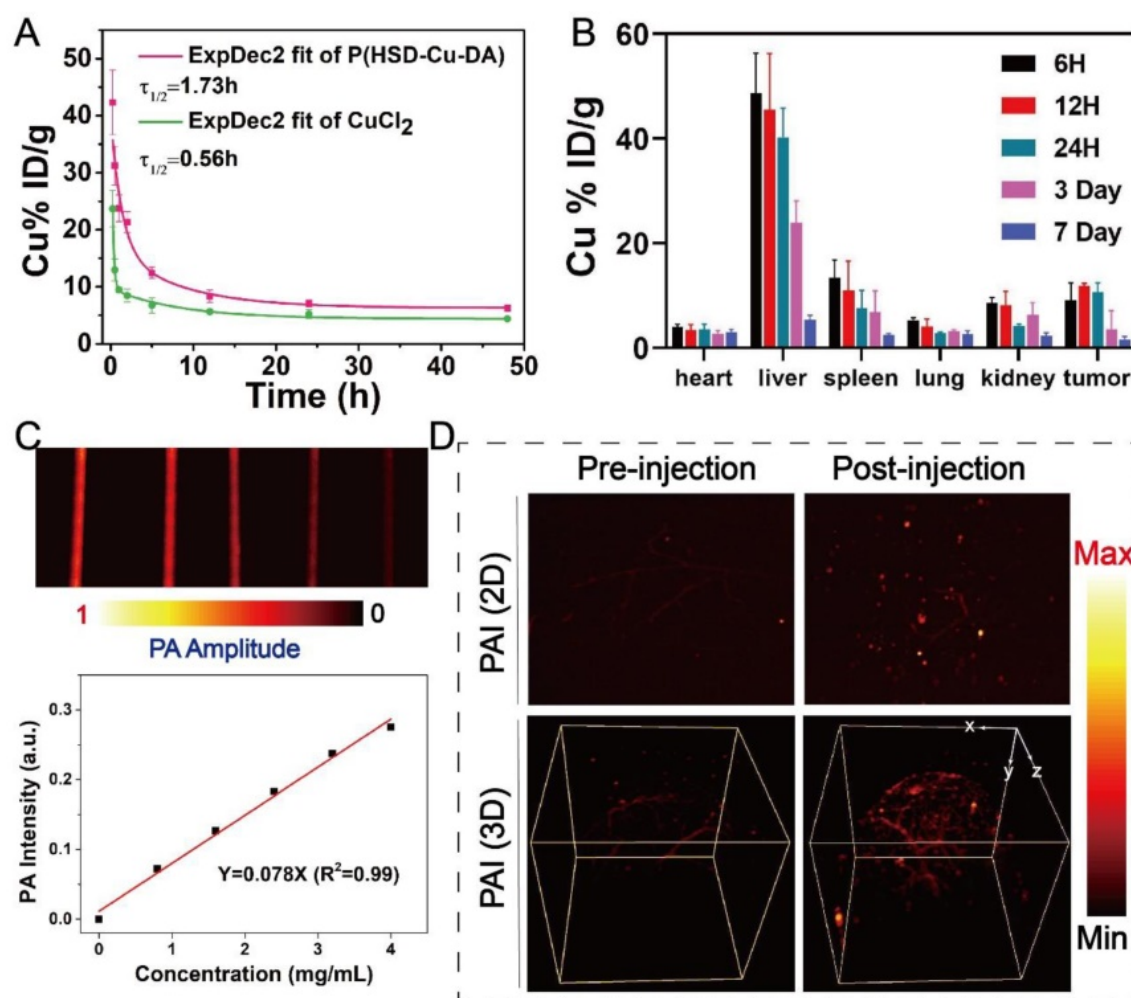 A
Cu% ID/g
50
40
30
20
10
0
ExpDec2 fit of P(HSD-Cu-DA)
τ1/2=1.73h
ExpDec2 fit of CuCl2
τ1/2=0.56h
0 10 20 30 40 50
Time (h)
B
Cu % ID/g
60
40
20
0
6H
12H
24H
3 Day
7 Day
heart liver spleen lung kidney tumor
C
1 0
PA Amplitude
PA Intensity (a.u.)
0.3
0.2
0.1
0.0
Y=0.078X (R²=0.99)
0 1 2 3 4
Concentration (mg/mL)
D
Pre-injection Post-injection
PAI (2D)
PAI (3D)
x
y
z
Max
Min